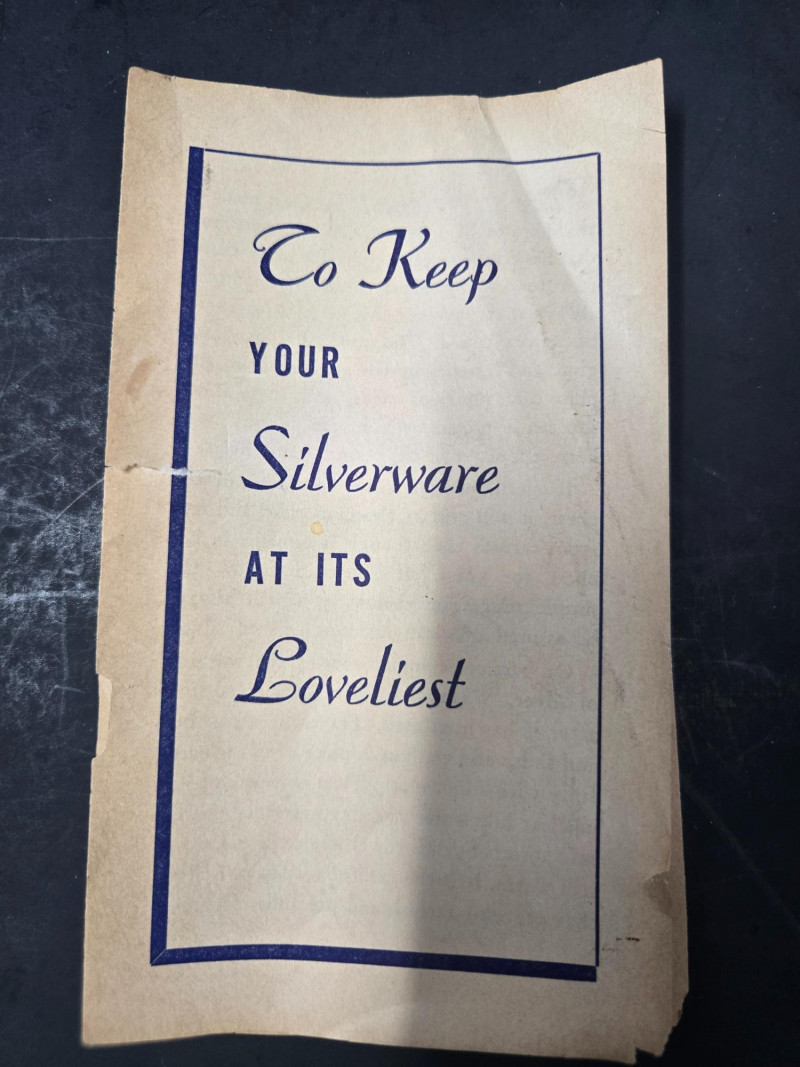 To Keep
YOUR
Silverware
AT ITS
Loveliest